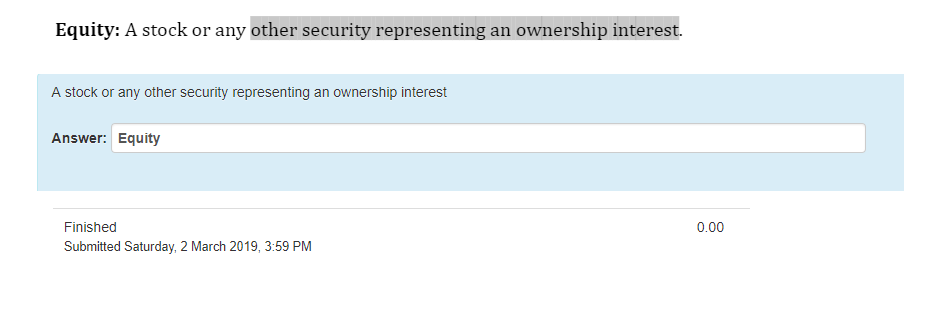 Equity: A stock or any other security representing an ownership interest.
A stock or any other security representing an ownership interest
Answer: Equity
Finished 0.00
Submitted Saturday, 2 March 2019, 3:59 PM